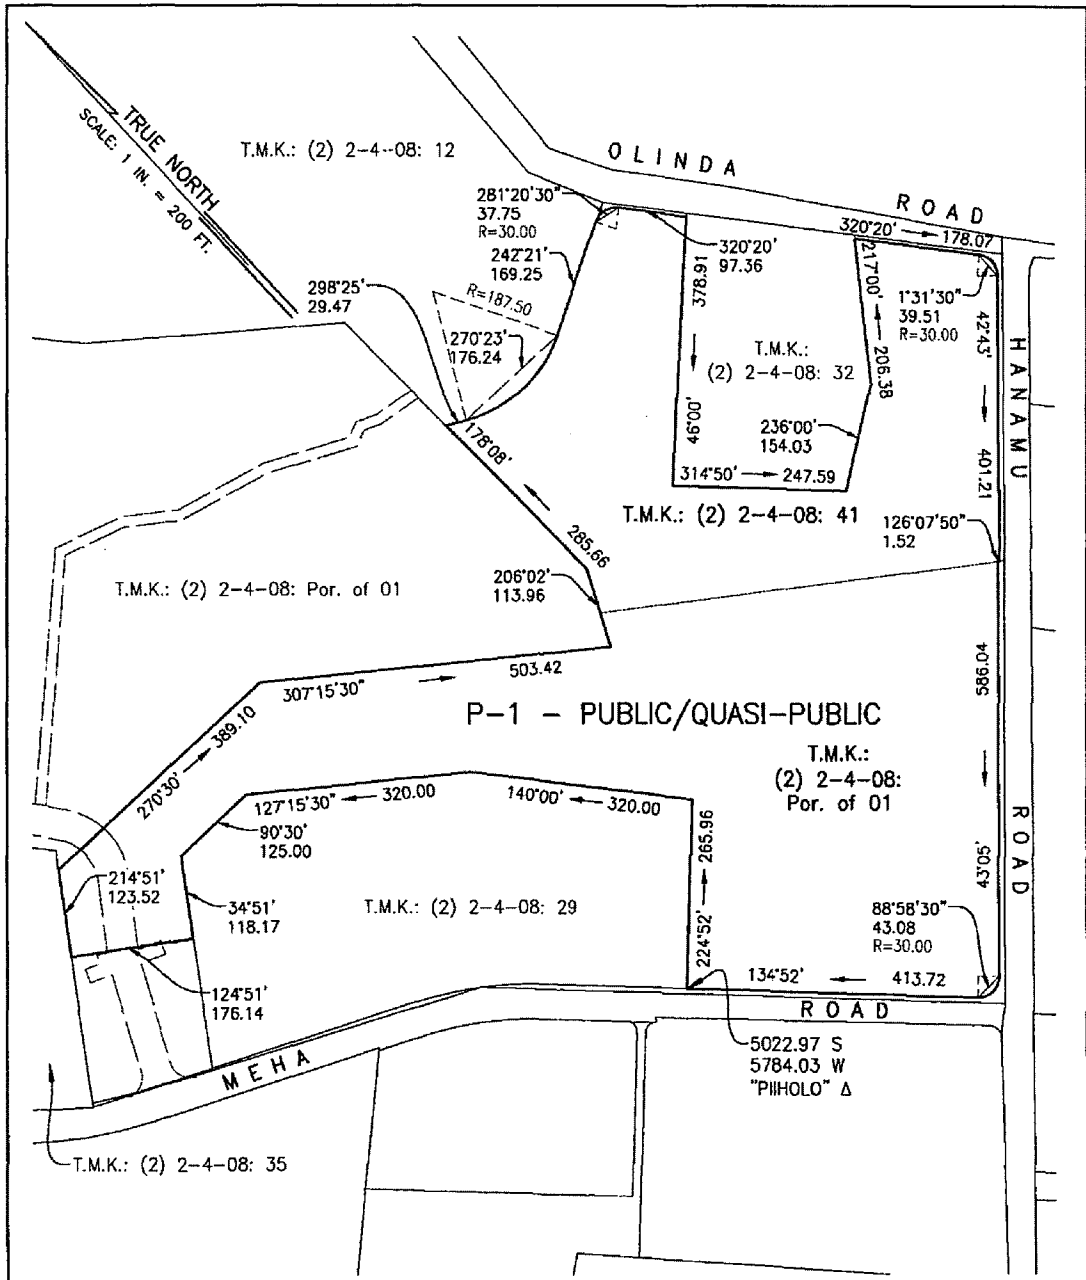 TRUE NORTH
SCALE: 1 IN. = 200 FT.
T.M.K.: (2) 2-4-08: 12
OLINDA
ROAD
281°20'30"
37.75
R=30.00
320°20'
97.36
320°20' 178.07
242°21'
169.25
298°25'
29.47
R=187.50
270°23'
176.24
378.91
46°00'
217°00'
206.38
1°31'30"
39.51
R=30.00
T.M.K.:
(2) 2-4-08: 32
42°43'
401.21
HANAMU
236°00'
154.03
314°50' 247.59
178°08'
285.66
T.M.K.: (2) 2-4-08: 41
126°07'50"
1.52
206°02'
113.96
T.M.K.: (2) 2-4-08: Por. of 01
307°15'30" 503.42
586.04
43°05'
P-1 - PUBLIC/QUASI-PUBLIC
T.M.K.:
(2) 2-4-08:
Por. of 01
270°30' 389.10
127°15'30" 320.00
140°00' 320.00
90°30'
125.00
224°52' 265.96
ROAD
214°51'
123.52
34°51'
118.17
T.M.K.: (2) 2-4-08: 29
88°58'30"
43.08
R=30.00
134°52' 413.72
124°51'
176.14
ROAD
MEHA
5022.97 S
5784.03 W
"PIIHOLO" Δ
T.M.K.: (2) 2-4-08: 35